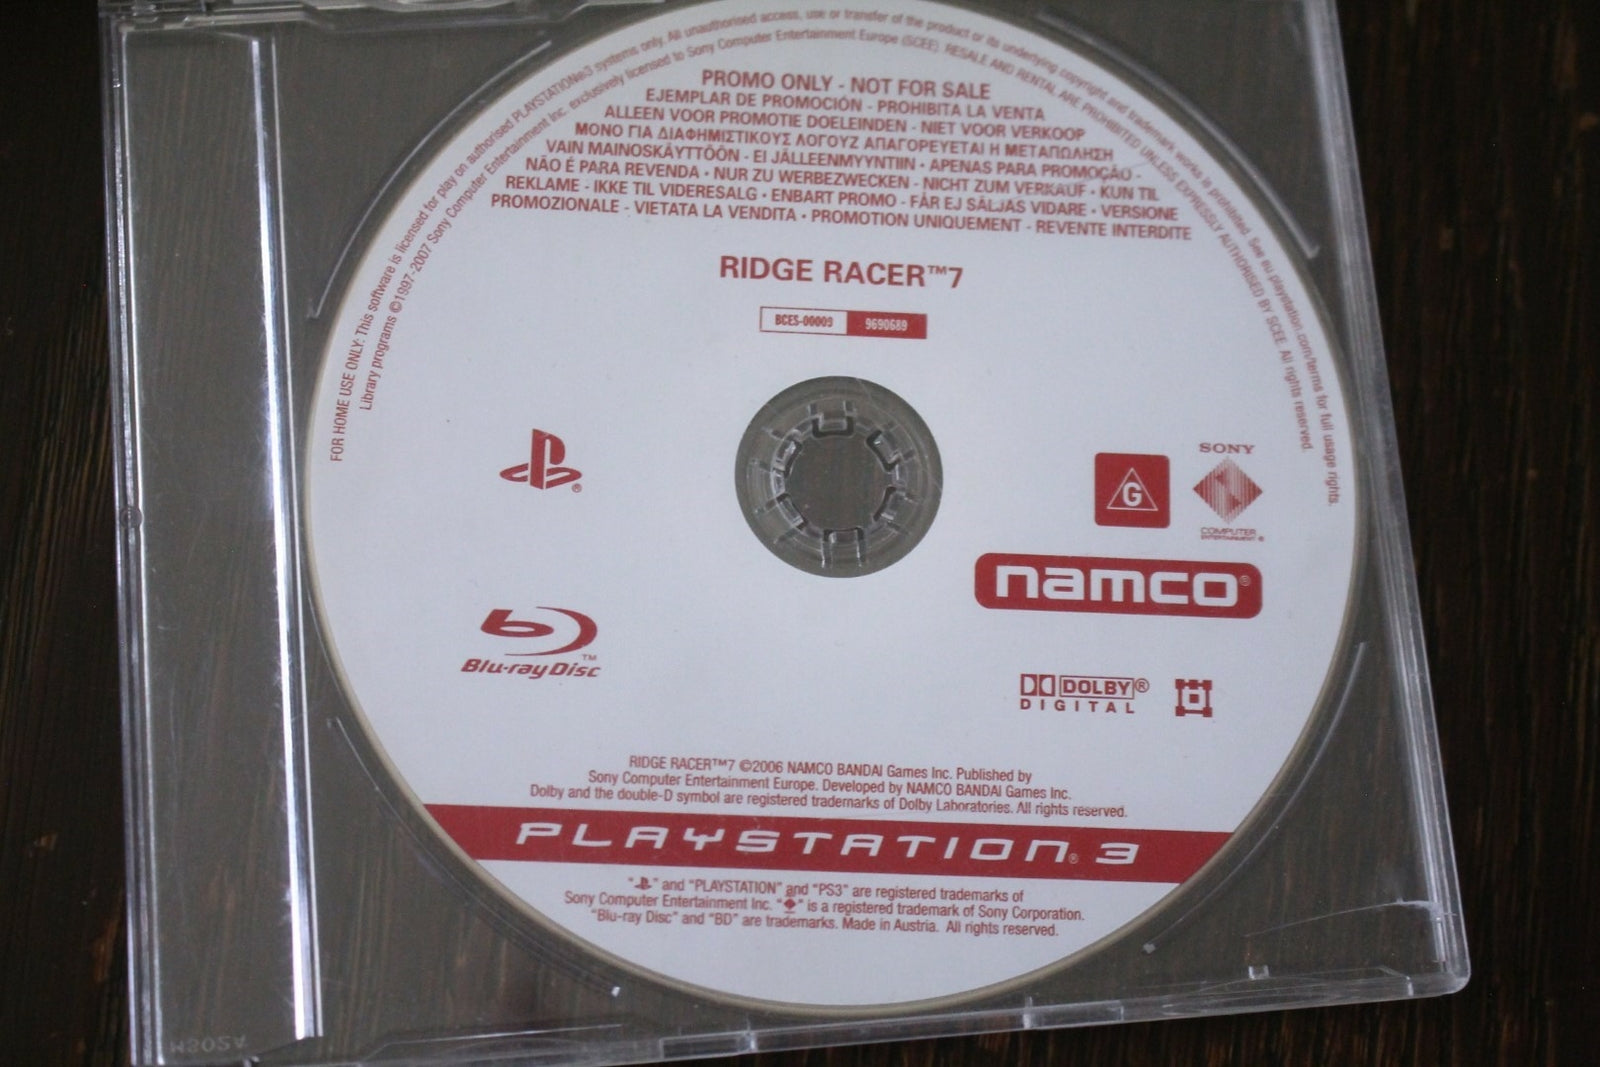 FOR HOME USE ONLY: This software is licensed for play on authorised PLAYSTATION®3 systems only. All unauthorised access, use or transfer of the product or its underlying copyright and trademark works is prohibited. See eu.playstation.com/terms for full usage rights.
Library programs ©1997-2007 Sony Computer Entertainment Inc. exclusively licensed to Sony Computer Entertainment Europe (SCEE). RESALE AND RENTAL ARE PROHIBITED UNLESS EXPRESSLY AUTHORISED BY SCEE. All rights reserved.
PROMO ONLY - NOT FOR SALE
EJEMPLAR DE PROMOCIÓN - PROHIBITA LA VENTA
ALLEEN VOOR PROMOTIE DOELEINDEN - NIET VOOR VERKOOP
ΜΟΝΟ ΓΙΑ ΔΙΑΦΗΜΙΣΤΙΚΟΥΣ ΛΟΓΟΥΖ ΑΠΑΓΟΡΕΥΕΤΑΙ Η ΜΕΤΑΠΩΛΗΣΗ
VAIN MAINOSKÄYTTÖÖN - EI JÄLLEENMYYNTIIN • APENAS PARA PROMOÇÃO -
NÃO É PARA REVENDA • NUR ZU WERBEZWECKEN - NICHT ZUM VERKAUF • KUN TIL
REKLAME - IKKE TIL VIDERESALG • ENBART PROMO - FÅR EJ SÄLJAS VIDARE • VERSIONE
PROMOZIONALE - VIETATA LA VENDITA • PROMOTION UNIQUEMENT - REVENTE INTERDITE
RIDGE RACER™7
BCES-00009 9690689
G
SONY
COMPUTER
ENTERTAINMENT®
namco®
Blu-ray Disc™
DOLBY®
DIGITAL
RIDGE RACER™7 ©2006 NAMCO BANDAI Games Inc. Published by
Sony Computer Entertainment Europe. Developed by NAMCO BANDAI Games Inc.
Dolby and the double-D symbol are registered trademarks of Dolby Laboratories. All rights reserved.
PLAYSTATION®3
" " and "PLAYSTATION" and "PS3" are registered trademarks of
Sony Computer Entertainment Inc. " " is a registered trademark of Sony Corporation.
"Blu-ray Disc" and "BD" are trademarks. Made in Austria. All rights reserved.
M302A